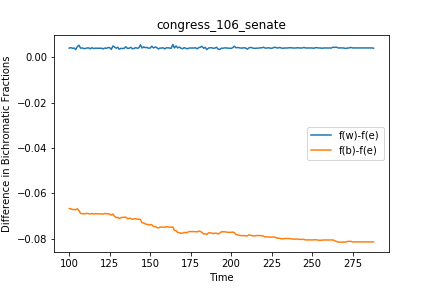 congress_106_senate
Difference in Bichromatic Fractions
0.00
−0.02
−0.04
−0.06
−0.08
f(w)-f(e)
f(b)-f(e)
100
125
150
175
200
225
250
275
Time